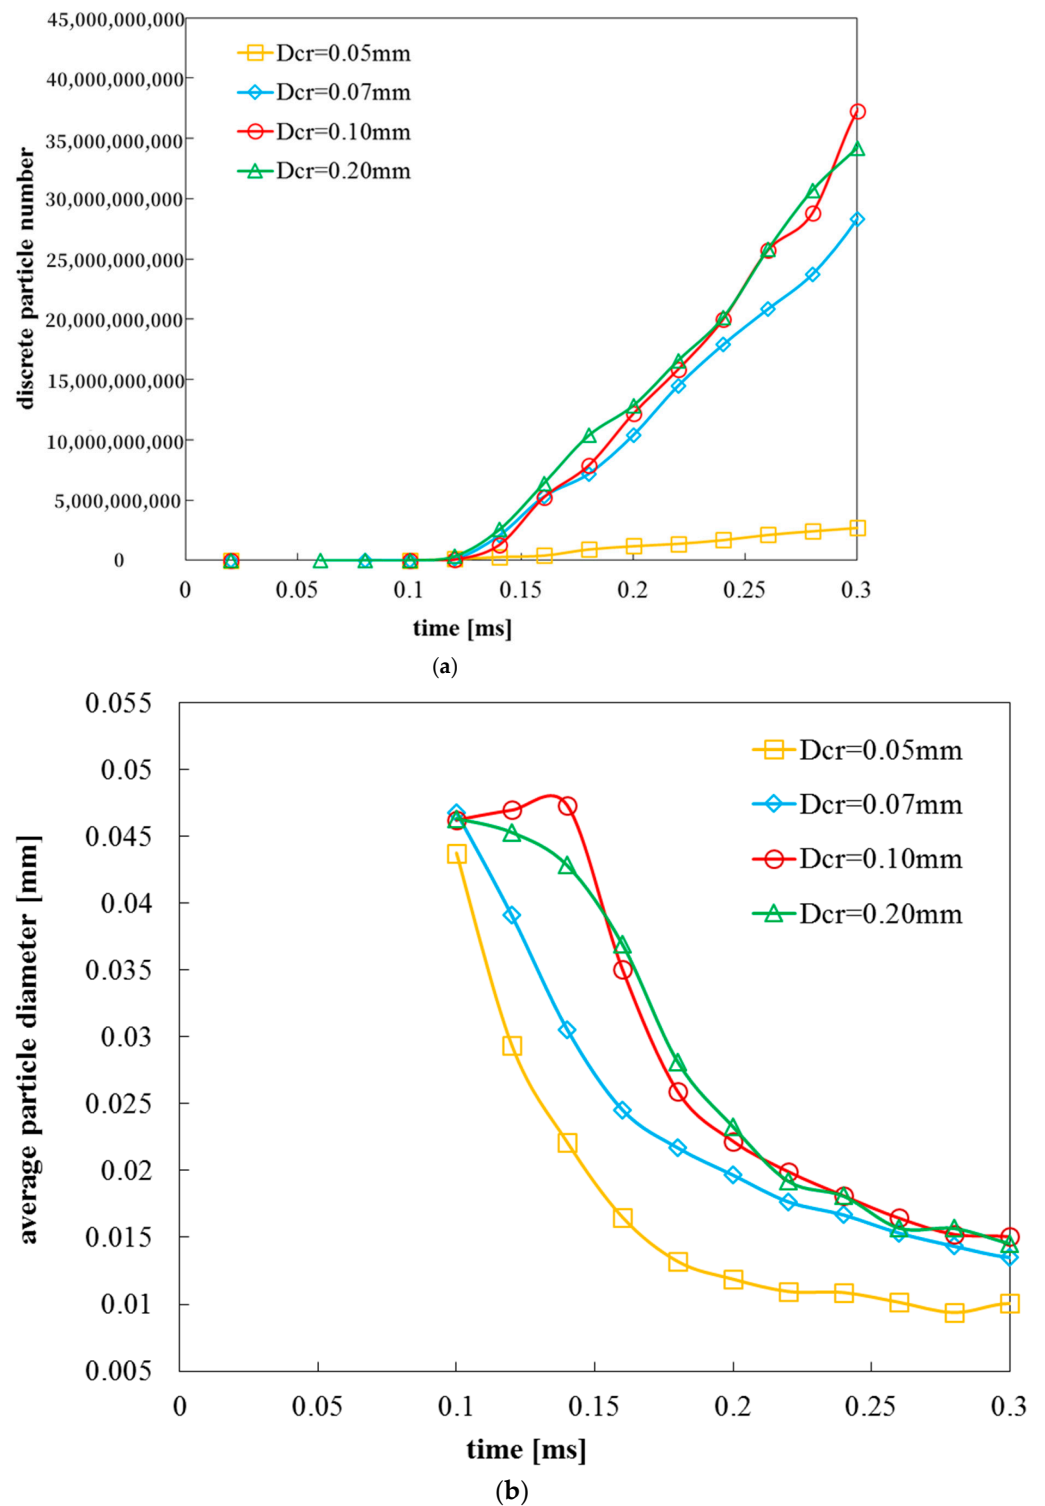 45,000,000,000
40,000,000,000
35,000,000,000
30,000,000,000
25,000,000,000
20,000,000,000
15,000,000,000
10,000,000,000
5,000,000,000
0
discrete particle number
Dcr=0.05mm
Dcr=0.07mm
Dcr=0.10mm
Dcr=0.20mm
0 0.05 0.1 0.15 0.2 0.25 0.3
time [ms]
(a)
0.055
0.05
0.045
0.04
0.035
0.03
0.025
0.02
0.015
0.01
0.005
average particle diameter [mm]
Dcr=0.05mm
Dcr=0.07mm
Dcr=0.10mm
Dcr=0.20mm
0 0.05 0.1 0.15 0.2 0.25 0.3
time [ms]
(b)